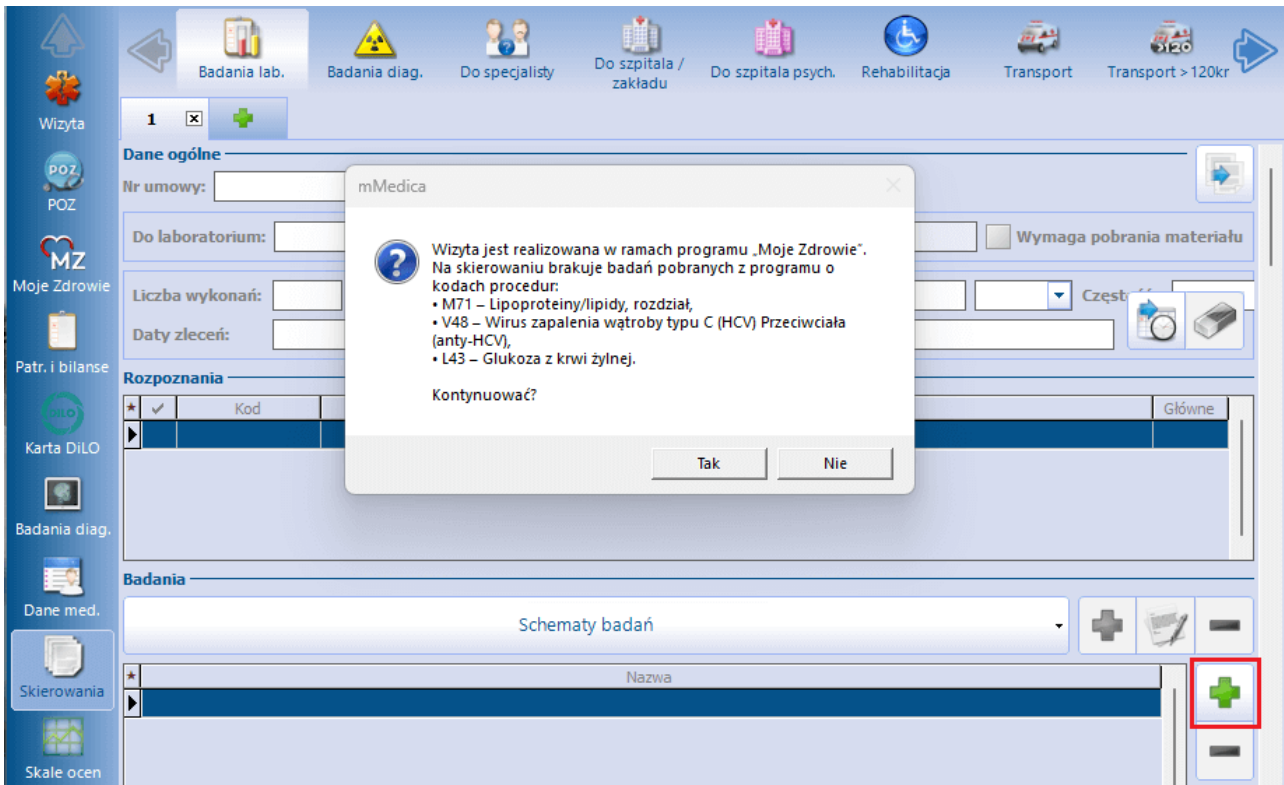 Badania lab.
Badania diag.
Do specjalisty
Do szpitala /
zakładu
Do szpitala psych.
Rehabilitacja
Transport
>120
Transport >120kr
Wizyta
POZ
POZ
MZ
Moje Zdrowie
Patr. i bilanse
DILO
Karta DiLO
Badania diag.
Dane med.
Skierowania
Skale ocen
1
Dane ogólne
Nr umowy:
Do laboratorium:
Wymaga pobrania materiału
Liczba wykonań:
Daty zleceń:
mMedica
Wizyta jest realizowana w ramach programu „Moje Zdrowie”.
Na skierowaniu brakuje badań pobranych z programu o
kodach procedur:
• M71 – Lipoproteiny/lipidy, rozdział,
• V48 – Wirus zapalenia wątroby typu C (HCV) Przeciwciała
(anty-HCV),
• L43 – Glukoza z krwi żylnej.
Kontynuować?
Tak
Nie
Rozpoznania
Kod
Główne
Badania
Schematy badań
Nazwa